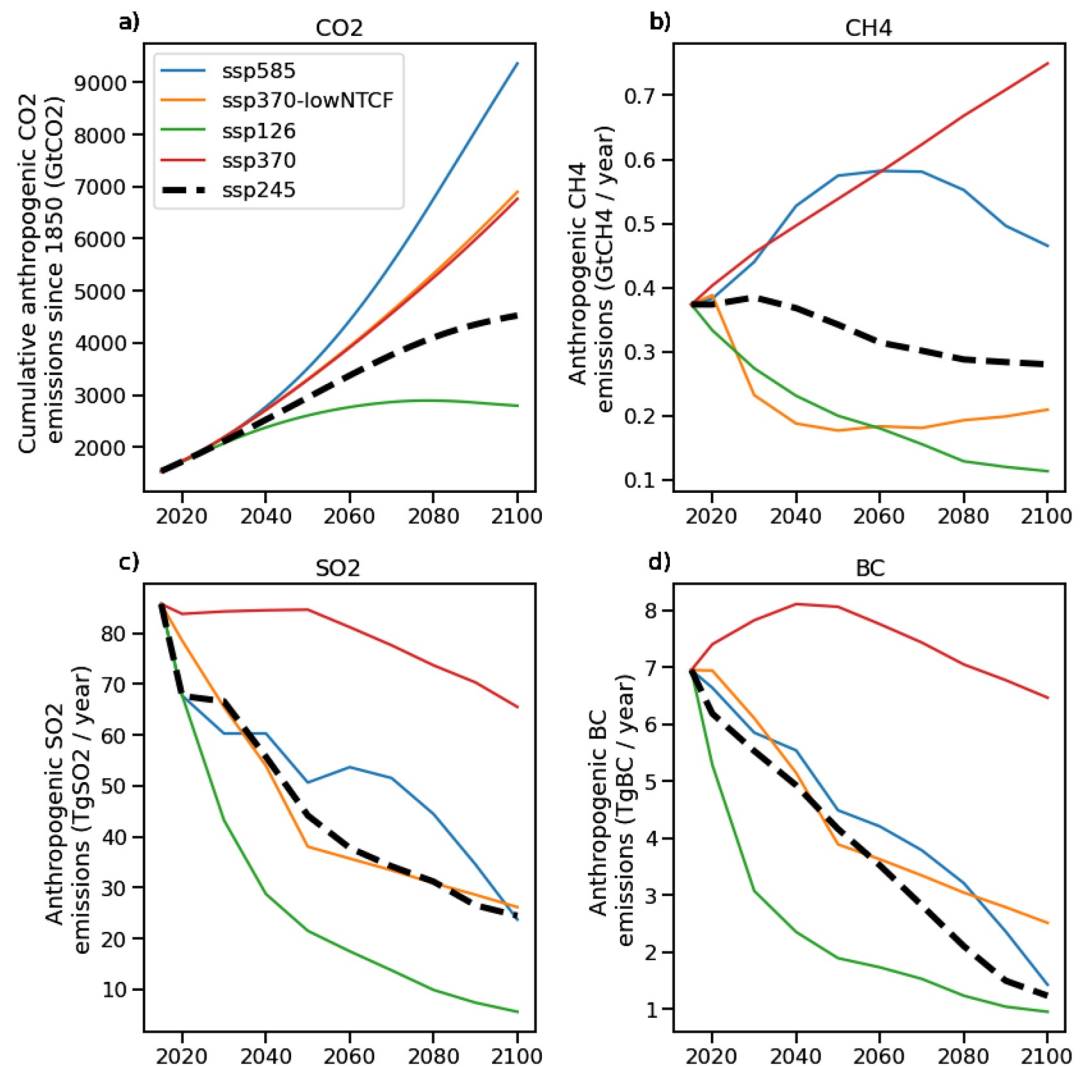 a)
CO2
Cumulative anthropogenic CO2
emissions since 1850 (GtCO2)
9000
8000
7000
6000
5000
4000
3000
2000
ssp585
ssp370-lowNTCF
ssp126
ssp370
ssp245
2020 2040 2060 2080 2100
b)
CH4
Anthropogenic CH4
emissions (GtCH4 / year)
0.7
0.6
0.5
0.4
0.3
0.2
0.1
2020 2040 2060 2080 2100
c)
SO2
Anthropogenic SO2
emissions (TgSO2 / year)
80
70
60
50
40
30
20
10
2020 2040 2060 2080 2100
d)
BC
Anthropogenic BC
emissions (TgBC / year)
8
7
6
5
4
3
2
1
2020 2040 2060 2080 2100